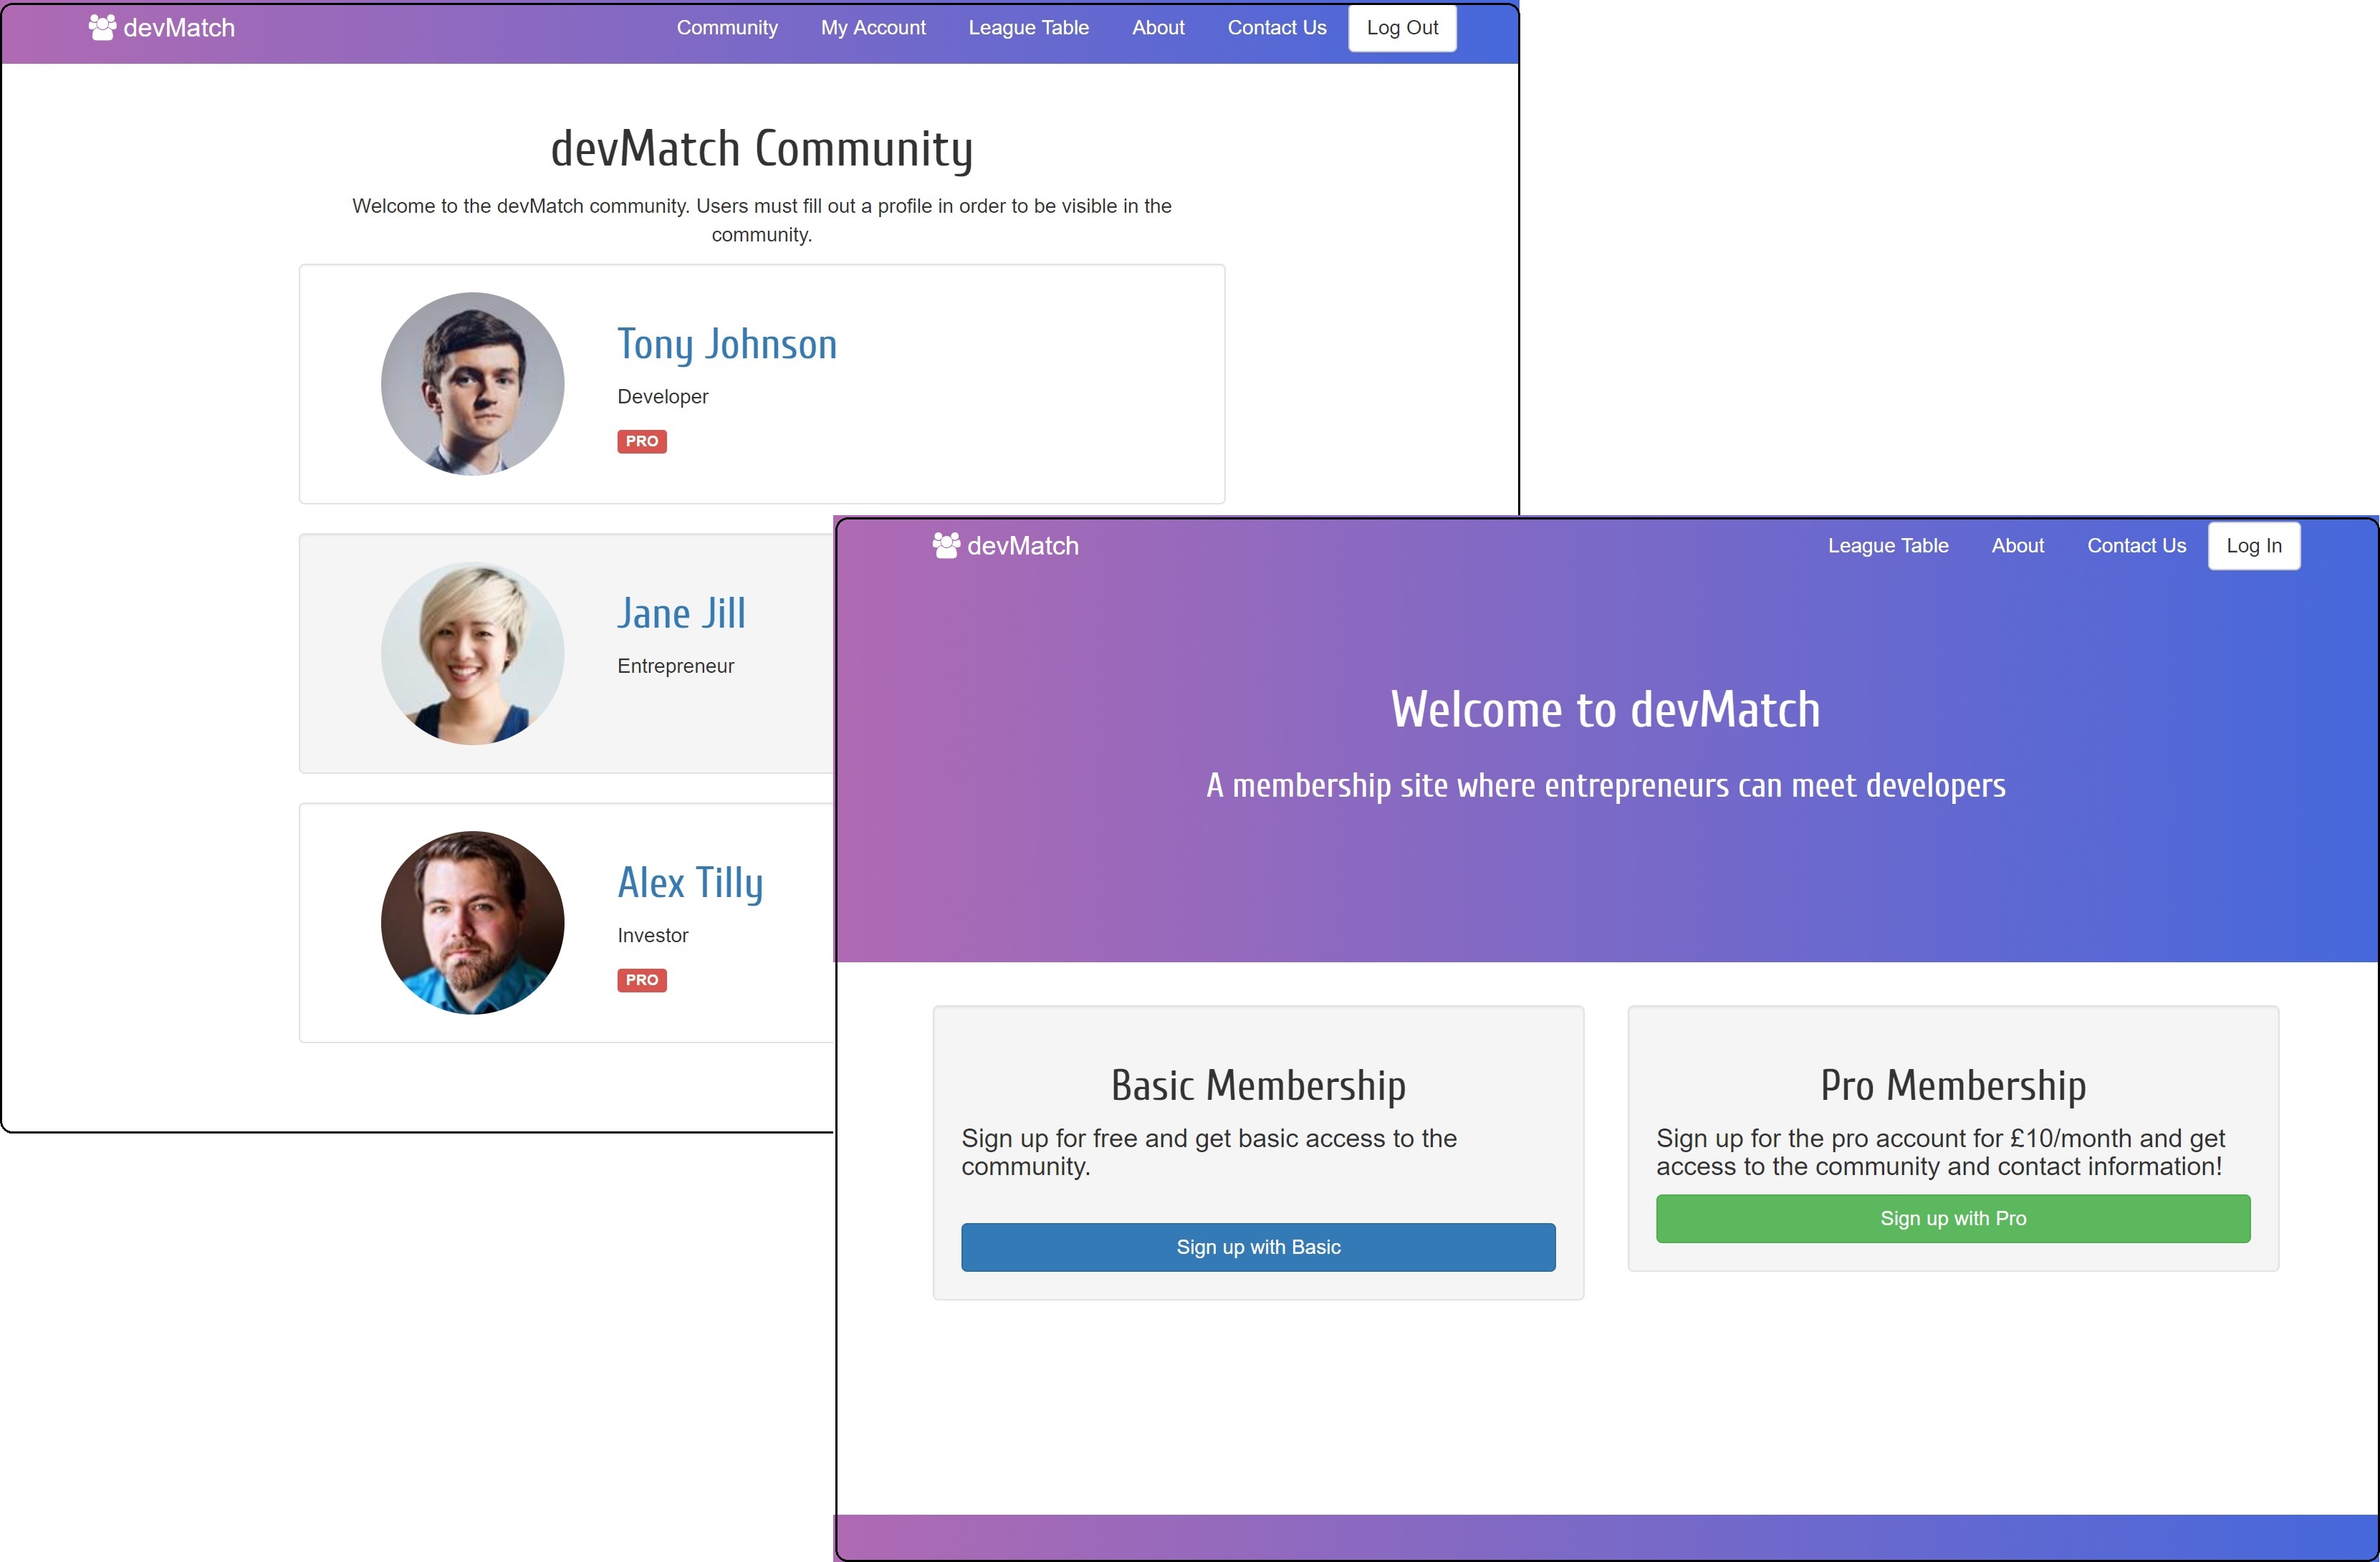 devMatch
Community My Account League Table About Contact Us Log Out
devMatch Community
Welcome to the devMatch community. Users must fill out a profile in order to be visible in the
community.
Tony Johnson
Developer
PRO
Jane Jill
Entrepreneur
Alex Tilly
Investor
PRO
devMatch
League Table About Contact Us Log In
Welcome to devMatch
A membership site where entrepreneurs can meet developers
Basic Membership
Sign up for free and get basic access to the
community.
Sign up with Basic
Pro Membership
Sign up for the pro account for £10/month and get
access to the community and contact information!
Sign up with Pro